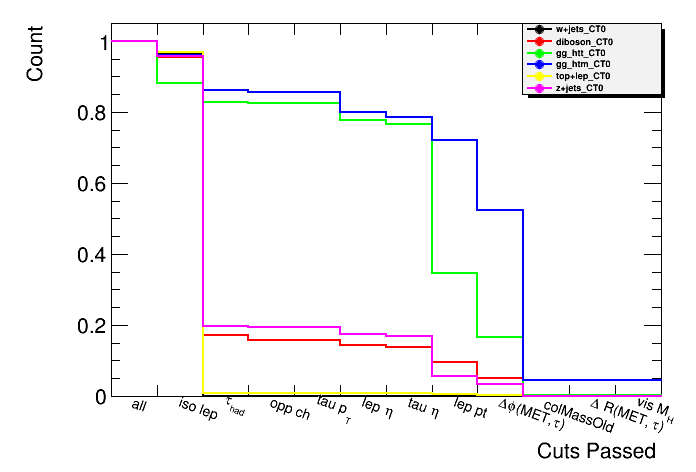 Count
1
0.8
0.6
0.4
0.2
0
w+jets_CT0
diboson_CT0
gg_htt_CT0
gg_htm_CT0
top+lep_CT0
z+jets_CT0
all
iso lep
τhad
opp ch
tau pT
lep η
tau η
lep pt
Δϕ(MET,τ)
colMassOld
Δ R(MET, τ)
vis MH
Cuts Passed